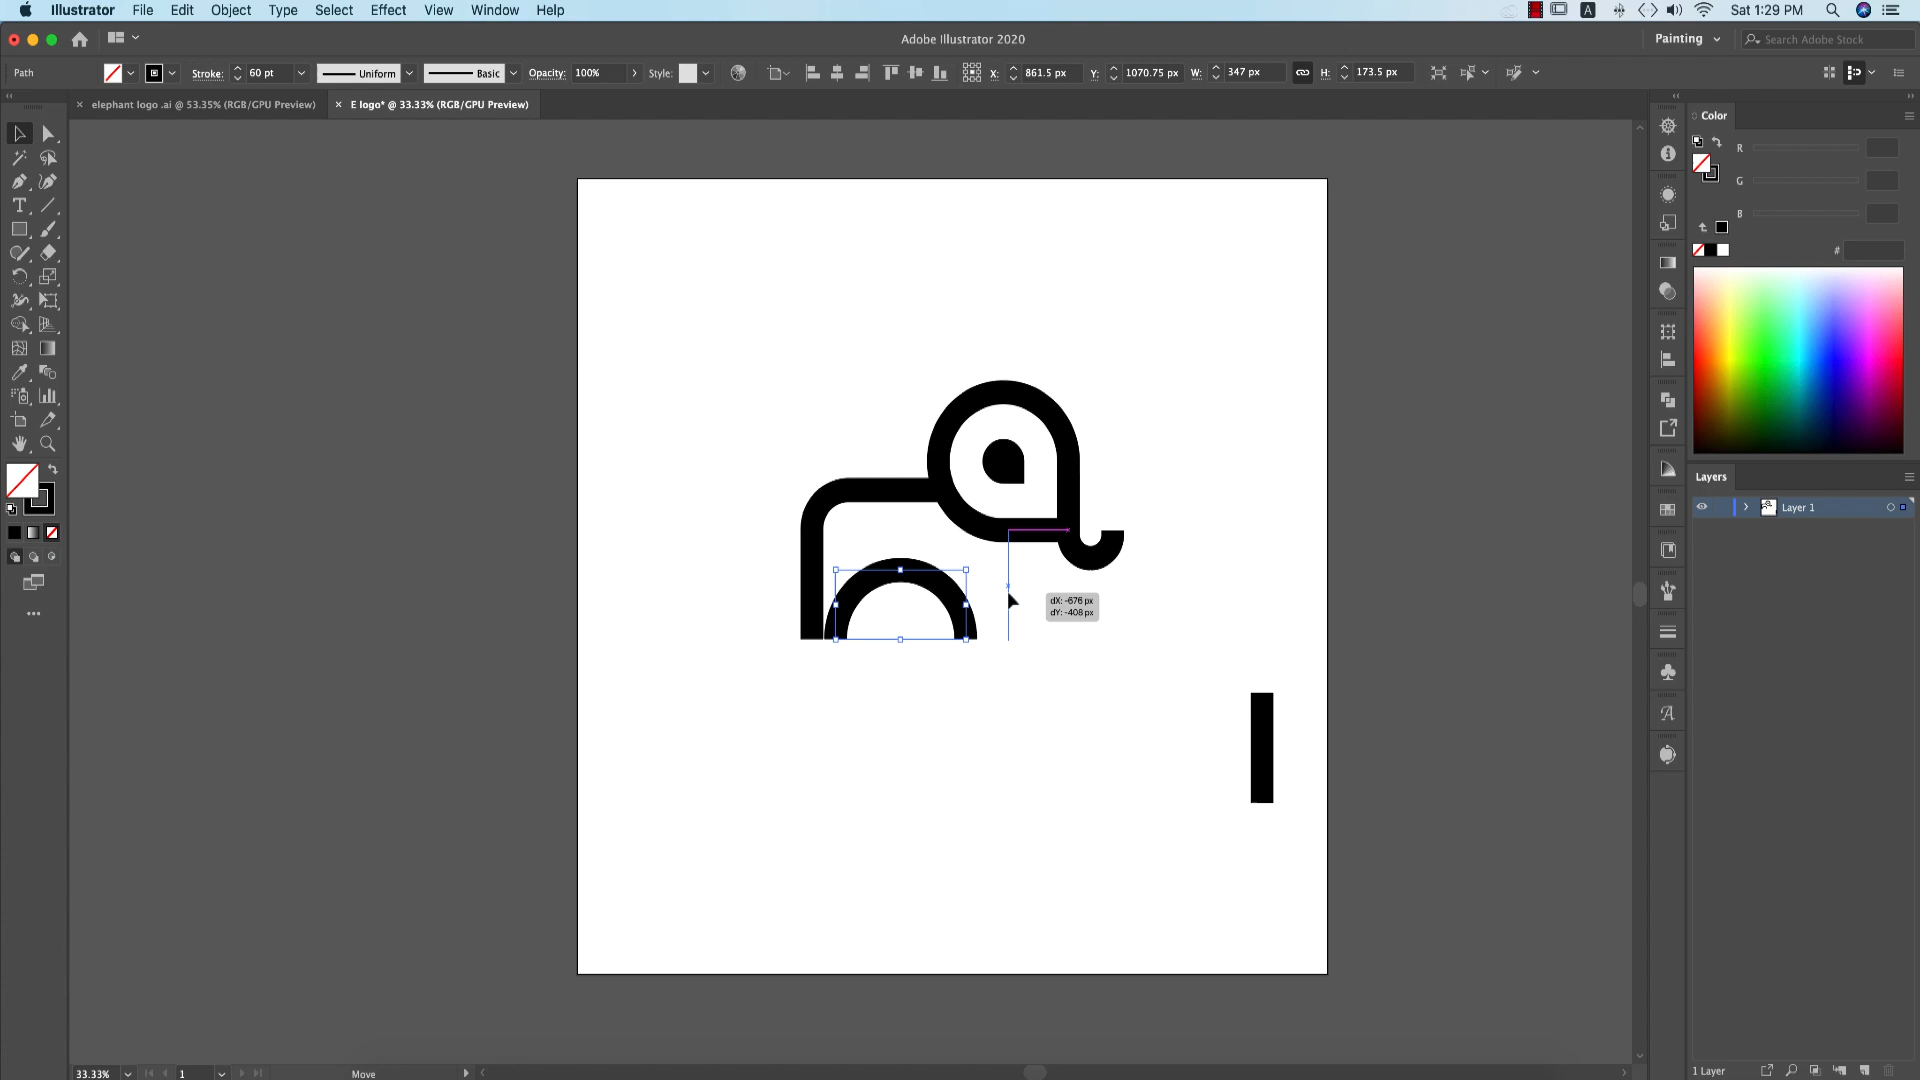 Illustrator File Edit Object Type Select Effect View Window Help
A Sat 1:29 PM
Adobe Illustrator 2020
Painting
Search Adobe Stock
Path Stroke: 60 pt Uniform Basic Opacity: 100% Style: X: 861.5 px Y: 1070.75 px W: 347 px H: 173.5 px
elephant logo .ai @ 53.35% (RGB/GPU Preview)
E logo* @ 33.33% (RGB/GPU Preview)
Color
R
G
B
#
Layers
Layer 1
dX: -676 px
dY: -408 px
33.33% 1 Move
1 Layer